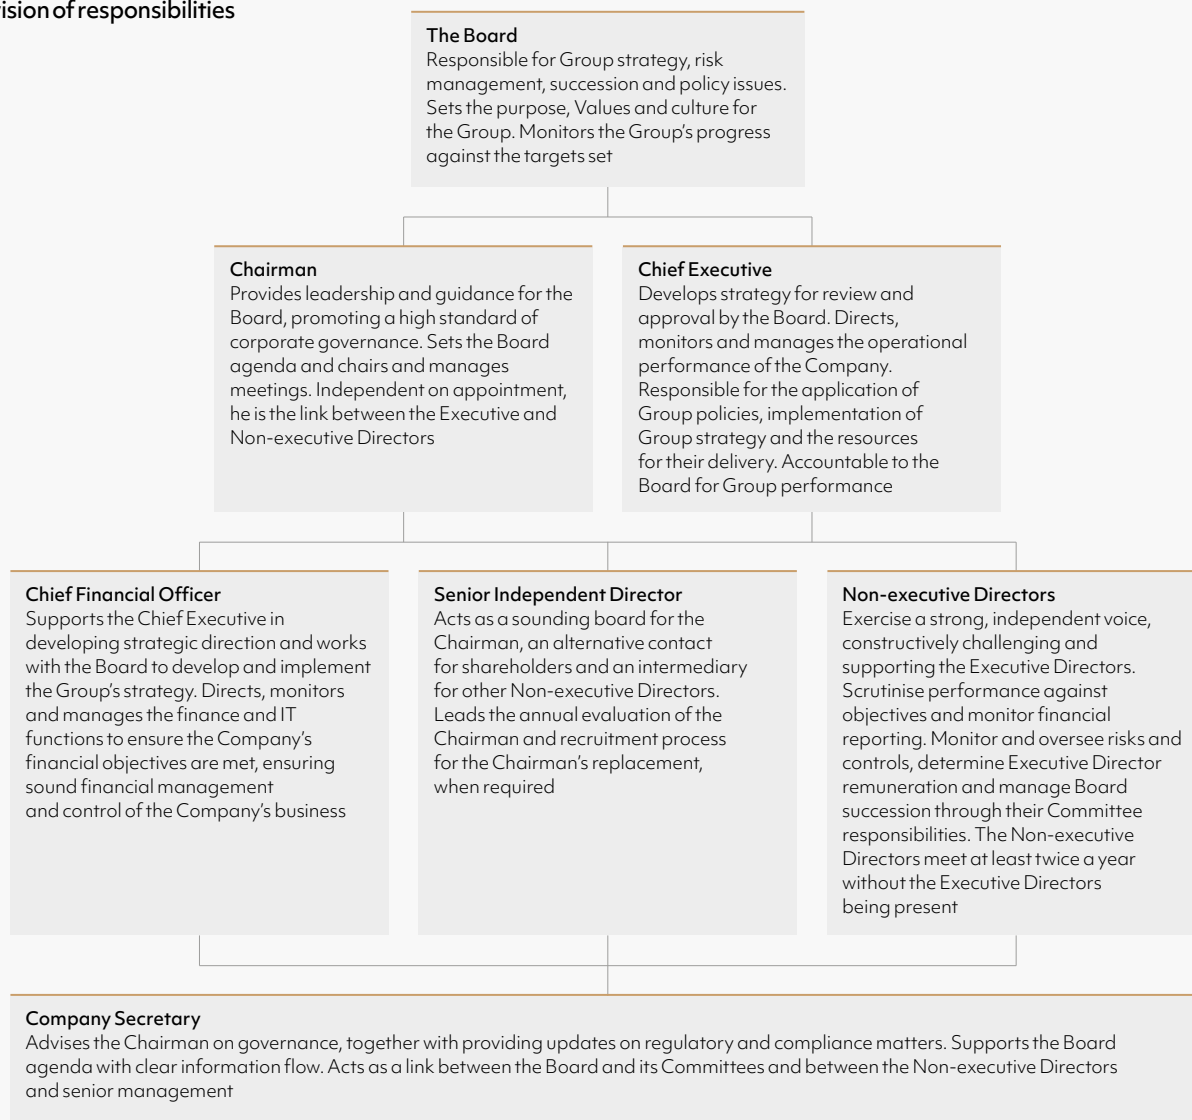 ision of responsibilities
The Board
Responsible for Group strategy, risk
management, succession and policy issues.
Sets the purpose, Values and culture for
the Group. Monitors the Group's progress
against the targets set
Chairman
Provides leadership and guidance for the
Board, promoting a high standard of
corporate governance. Sets the Board
agenda and chairs and manages
meetings. Independent on appointment,
he is the link between the Executive and
Non-executive Directors
Chief Executive
Develops strategy for review and
approval by the Board. Directs,
monitors and manages the operational
performance of the Company.
Responsible for the application of
Group policies, implementation of
Group strategy and the resources
for their delivery. Accountable to the
Board for Group performance
Chief Financial Officer
Supports the Chief Executive in
developing strategic direction and works
with the Board to develop and implement
the Group's strategy. Directs, monitors
and manages the finance and IT
functions to ensure the Company's
financial objectives are met, ensuring
sound financial management
and control of the Company's business
Senior Independent Director
Acts as a sounding board for the
Chairman, an alternative contact
for shareholders and an intermediary
for other Non-executive Directors.
Leads the annual evaluation of the
Chairman and recruitment process
for the Chairman's replacement,
when required
Non-executive Directors
Exercise a strong, independent voice,
constructively challenging and
supporting the Executive Directors.
Scrutinise performance against
objectives and monitor financial
reporting. Monitor and oversee risks and
controls, determine Executive Director
remuneration and manage Board
succession through their Committee
responsibilities. The Non-executive
Directors meet at least twice a year
without the Executive Directors
being present
Company Secretary
Advises the Chairman on governance, together with providing updates on regulatory and compliance matters. Supports the Board
agenda with clear information flow. Acts as a link between the Board and its Committees and between the Non-executive Directors
and senior management